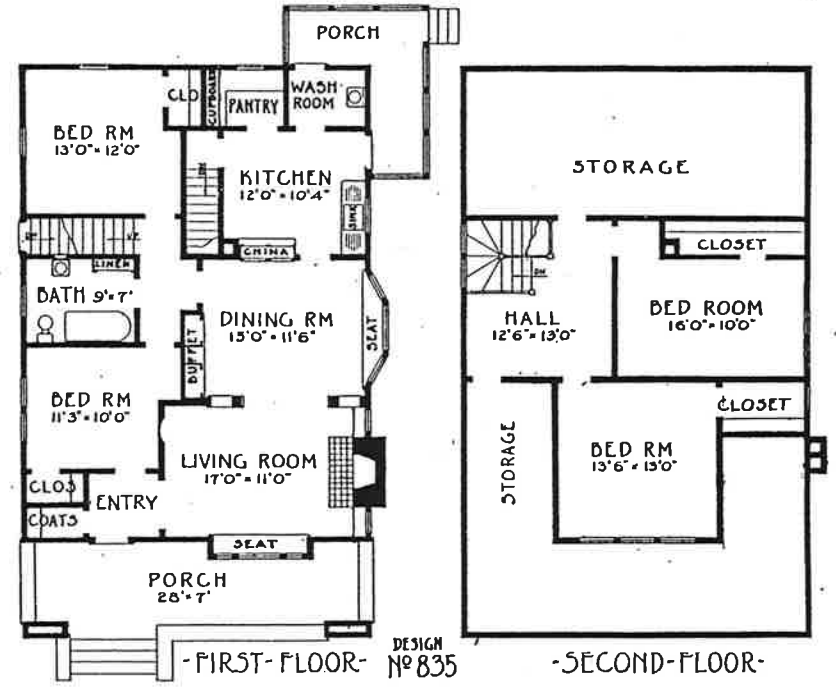 PORCH
CLO
CUPBOARD
PANTRY
WASH
ROOM
BED RM
13'0" = 12'0"
DN
KITCHEN
12'0" = 10'4"
SINK
CHINA
UP
LINEN
BATH 9' = 7'
DINING RM
15'0" = 11'6"
SEAT
BUFFET
BED RM
11'3" = 10'0"
LIVING ROOM
17'0" = 11'0"
CLOS
ENTRY
COATS
SEAT
PORCH
28' = 7'
-FIRST-FLOOR-
DESIGN
Nº 835
STORAGE
CLOSET
DN
HALL
12'6" = 13'0"
BED ROOM
16'0" = 10'0"
CLOSET
STORAGE
BED RM
13'6" = 13'0"
-SECOND-FLOOR-